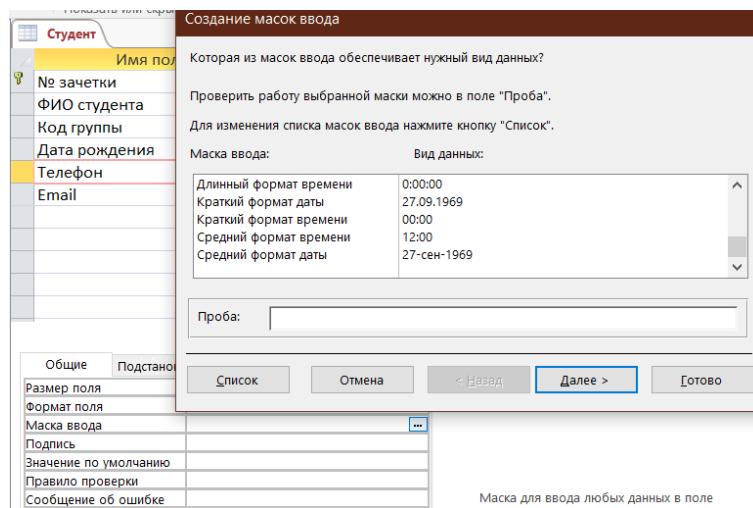 Показать или скры
Студент
Имя пол
№ зачетки
ФИО студента
Код группы
Дата рождения
Телефон
Email
Создание масок ввода
Которая из масок ввода обеспечивает нужный вид данных?
Проверить работу выбранной маски можно в поле "Проба".
Для изменения списка масок ввода нажмите кнопку "Список".
Маска ввода: Вид данных:
Длинный формат времени 0:00:00
Краткий формат даты 27.09.1969
Краткий формат времени 00:00
Средний формат времени 12:00
Средний формат даты 27-сен-1969
Проба:
Список Отмена < Назад Далее > Готово
Общие Подстано
Размер поля
Формат поля
Маска ввода ...
Подпись
Значение по умолчанию
Правило проверки
Сообщение об ошибке
Маска для ввода любых данных в поле